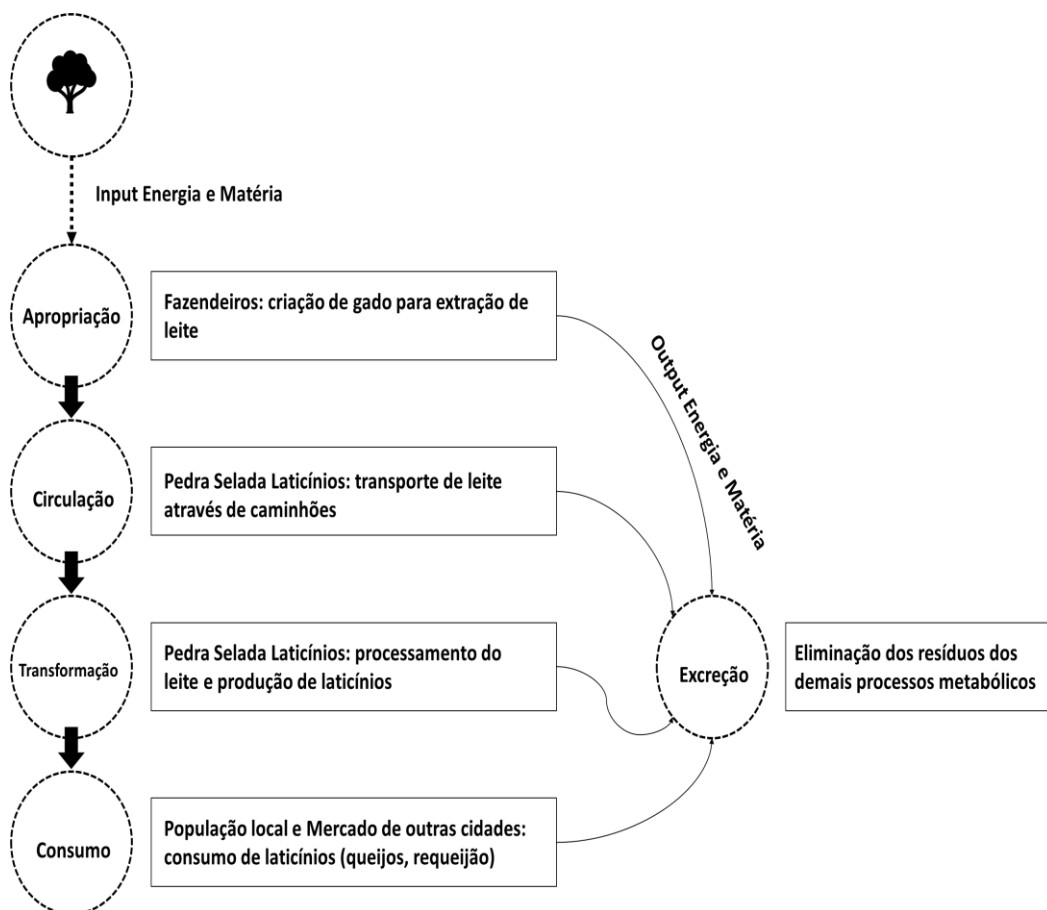 Input Energia e Matéria
Apropriação
Fazendeiros: criação de gado para extração de
leite
Output Energia e Matéria
Circulação
Pedra Selada Laticínios: transporte de leite
através de caminhões
Transformação
Pedra Selada Laticínios: processamento do
leite e produção de laticínios
Excreção
Eliminação dos resíduos dos
demais processos metabólicos
Consumo
População local e Mercado de outras cidades:
consumo de laticínios (queijos, requeijão)